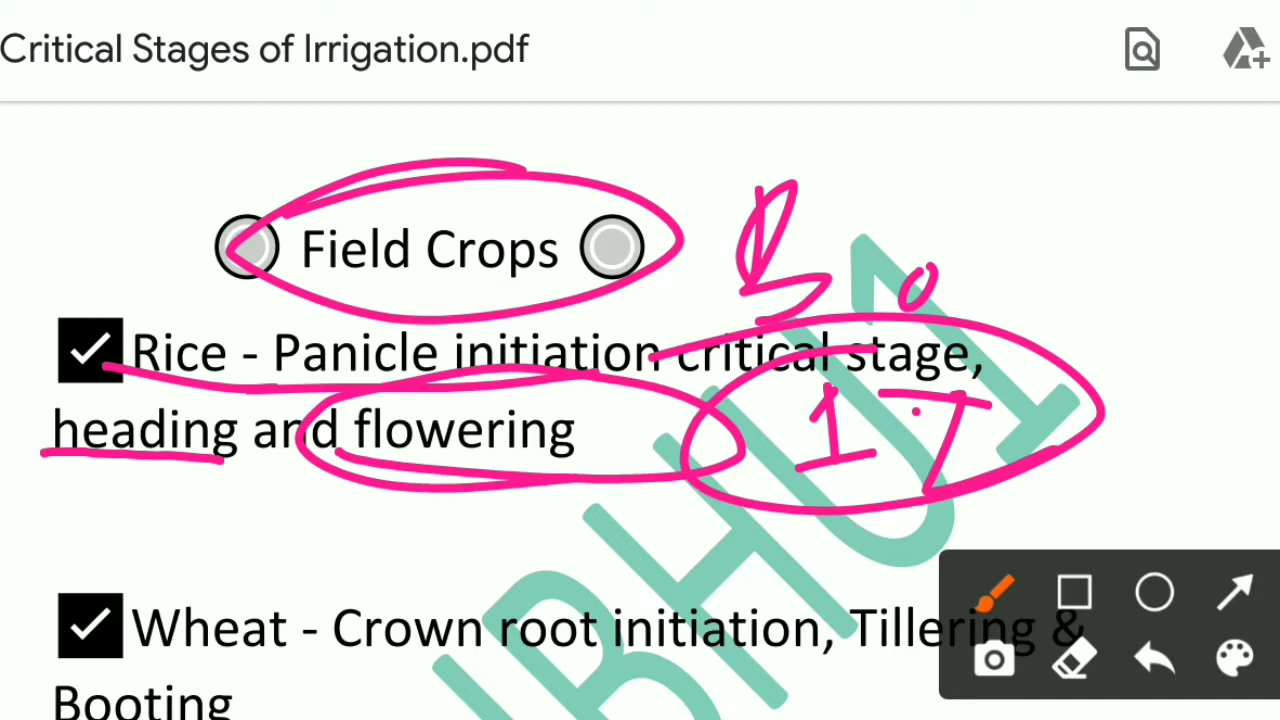 Critical Stages of Irrigation.pdf
Field Crops
Rice - Panicle initiation critical stage,
heading and flowering
Wheat - Crown root initiation, Tillering &
Booting